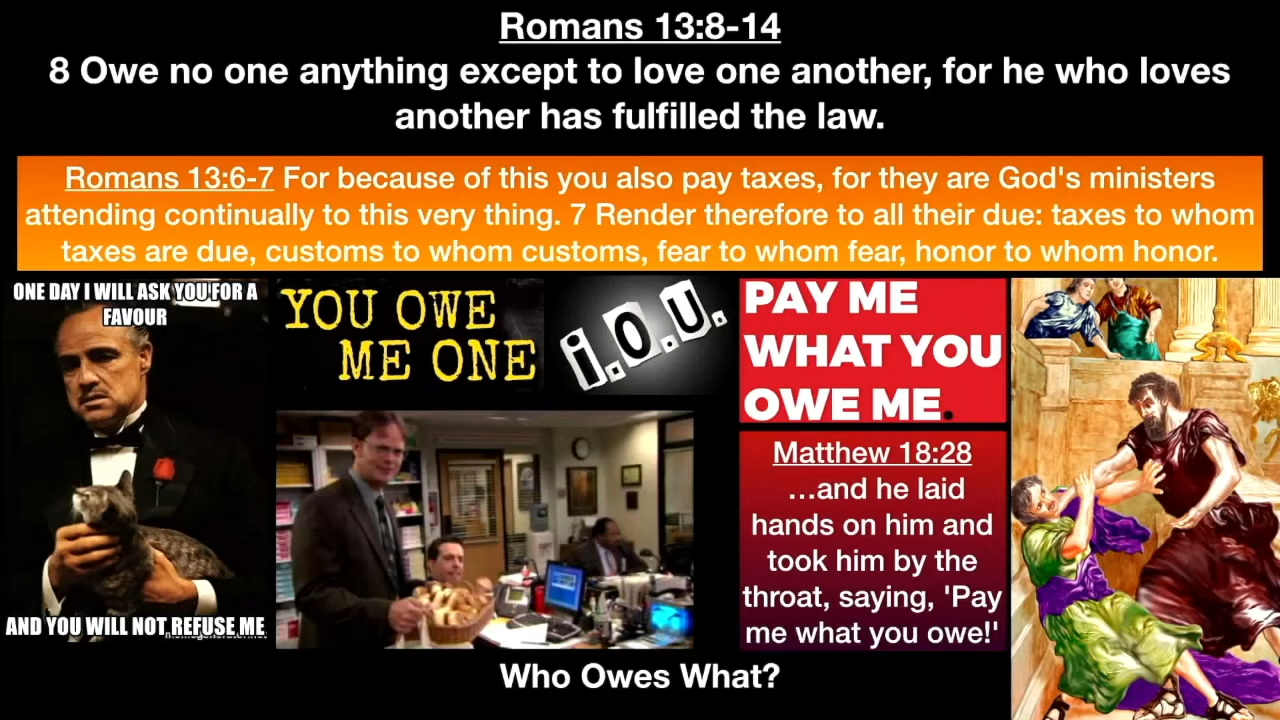 Romans 13:8-14
8 Owe no one anything except to love one another, for he who loves
another has fulfilled the law.
Romans 13:6-7 For because of this you also pay taxes, for they are God's ministers
attending continually to this very thing. 7 Render therefore to all their due: taxes to whom
taxes are due, customs to whom customs, fear to whom fear, honor to whom honor.
ONE DAY I WILL ASK YOU FOR A
FAVOUR
AND YOU WILL NOT REFUSE ME
YOU OWE
ME ONE
i.O.U.
PAY ME
WHAT YOU
OWE ME.
Matthew 18:28
…and he laid
hands on him and
took him by the
throat, saying, 'Pay
me what you owe!'
Who Owes What?